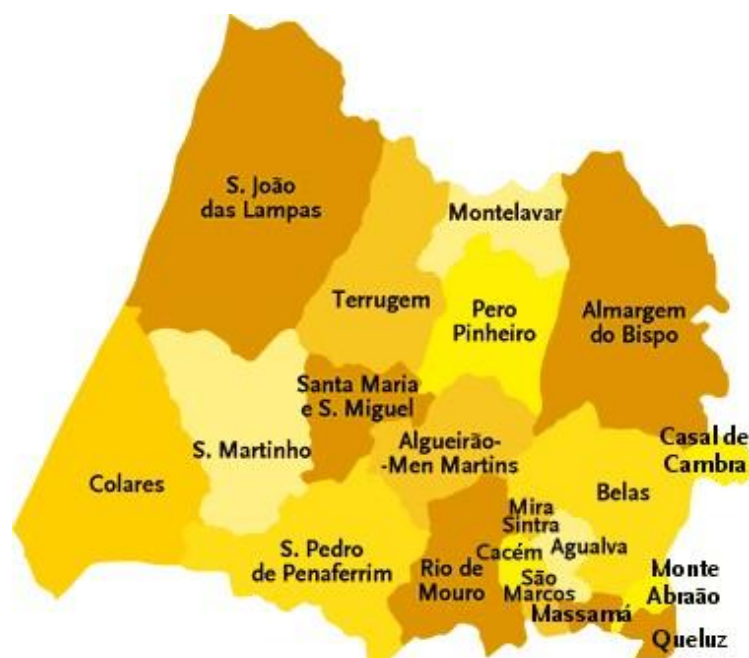 S. João
das Lampas
Montelavar
Terrugem
Pero
Pinheiro
Almargem
do Bispo
Santa Maria
e S. Miguel
S. Martinho
Algueirão-
-Men Martins
Casal de
Cambra
Colares
Belas
Mira
Sintra
S. Pedro
de Penaferrim
Rio de
Mouro
Cacém
Agualva
São
Marcos
Monte
Abraão
Massamá
Queluz